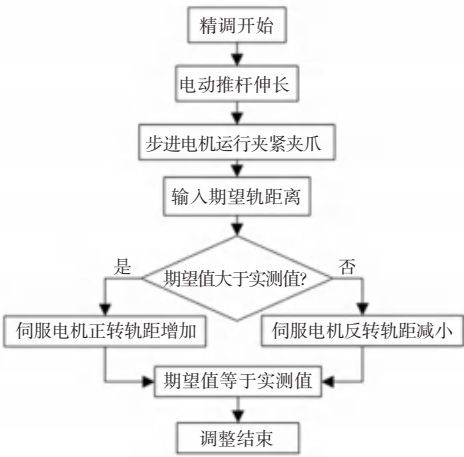 精调开始
电动推杆伸长
步进电机运行夹紧夹爪
输入期望轨距离
期望值大于实测值?
是
否
伺服电机正转轨距增加
伺服电机反转轨距减小
期望值等于实测值
调整结束